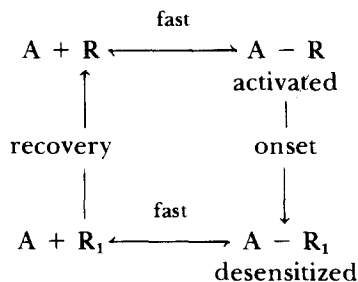 fast
A + R A − R
activated
recovery onset
fast
A + R₁ A − R₁
desensitized